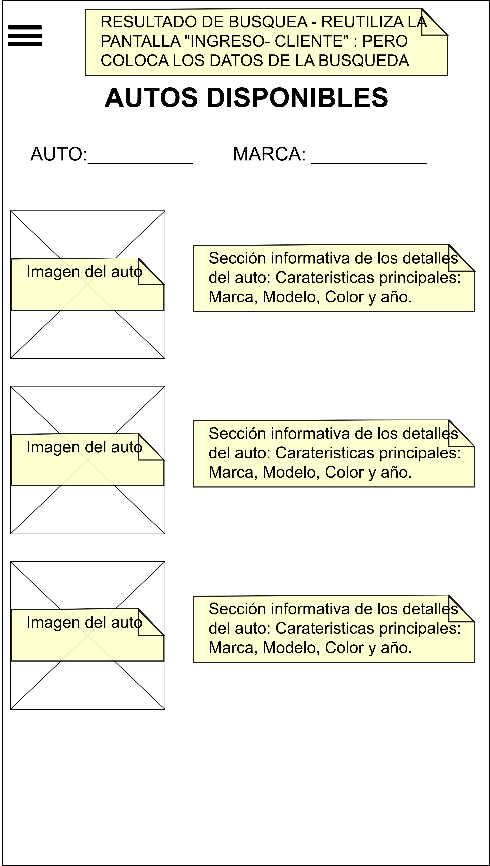 RESULTADO DE BUSQUEA - REUTILIZA LA
PANTALLA "INGRESO- CLIENTE" : PERO
COLOCA LOS DATOS DE LA BUSQUEDA
AUTOS DISPONIBLES
AUTO:__________ MARCA: ___________
Imagen del auto
Sección informativa de los detalles
del auto: Carateristicas principales:
Marca, Modelo, Color y año.
Imagen del auto
Sección informativa de los detalles
del auto: Carateristicas principales:
Marca, Modelo, Color y año.
Imagen del auto
Sección informativa de los detalles
del auto: Carateristicas principales:
Marca, Modelo, Color y año.